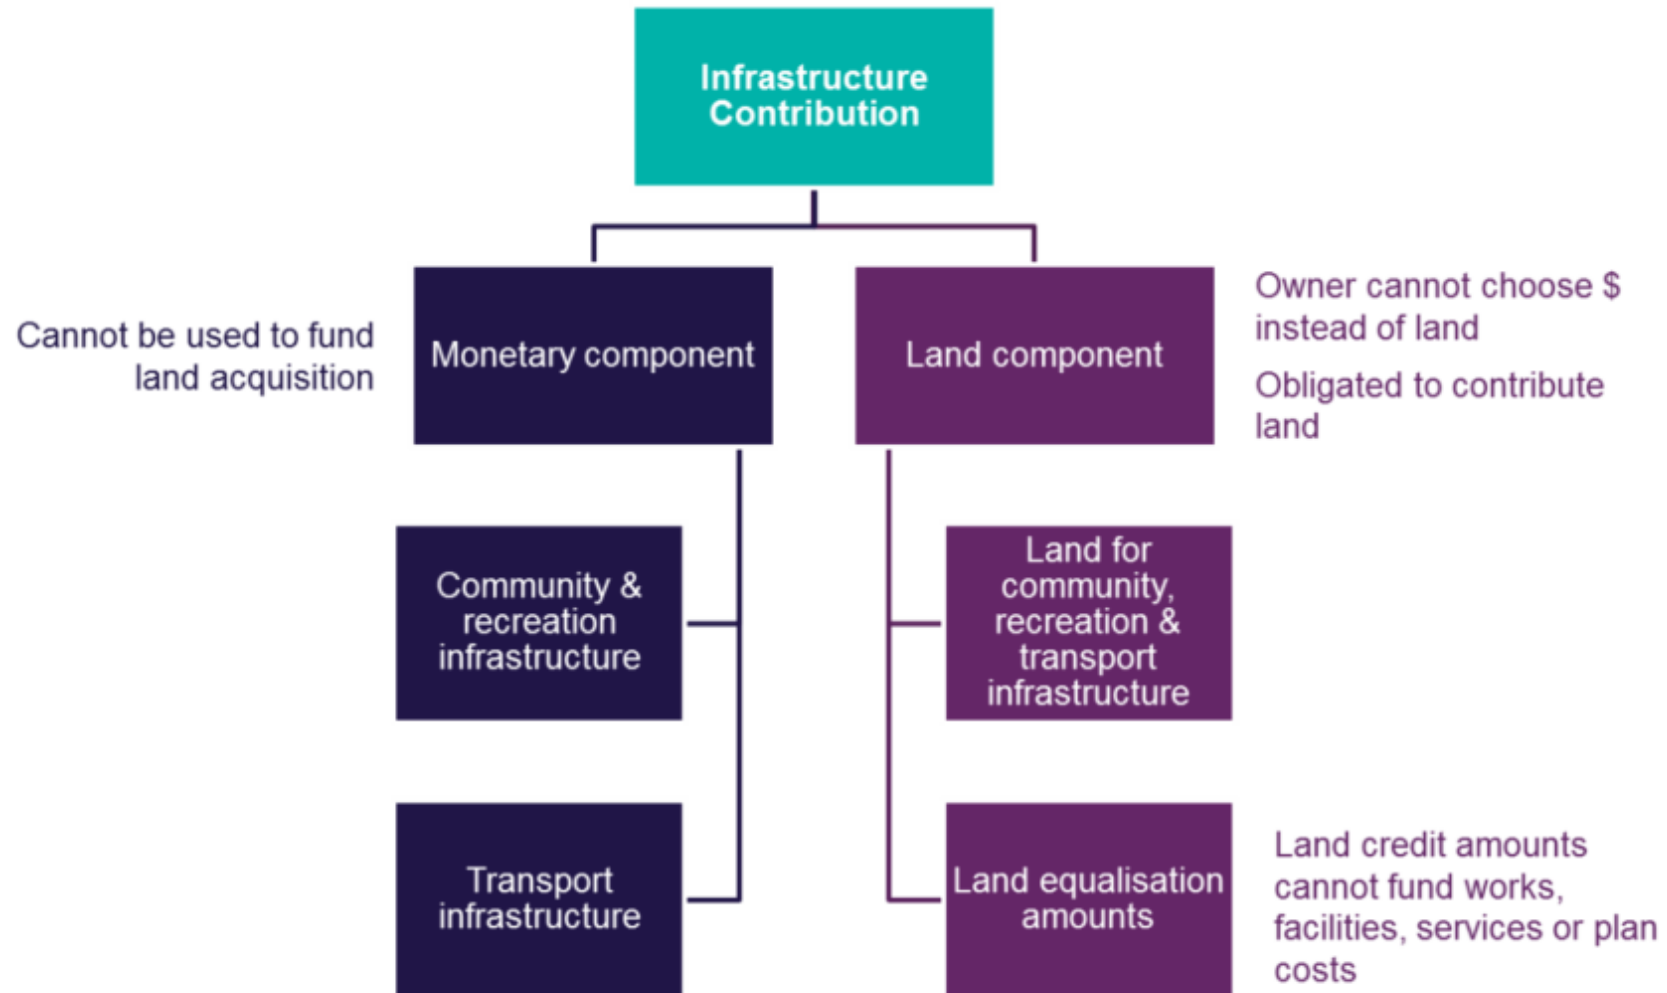 Infrastructure
Contribution
Cannot be used to fund
land acquisition
Monetary component
Land component
Owner cannot choose $
instead of land
Obligated to contribute
land
Community &
recreation
infrastructure
Land for
community,
recreation &
transport
infrastructure
Transport
infrastructure
Land equalisation
amounts
Land credit amounts
cannot fund works,
facilities, services or plan
costs